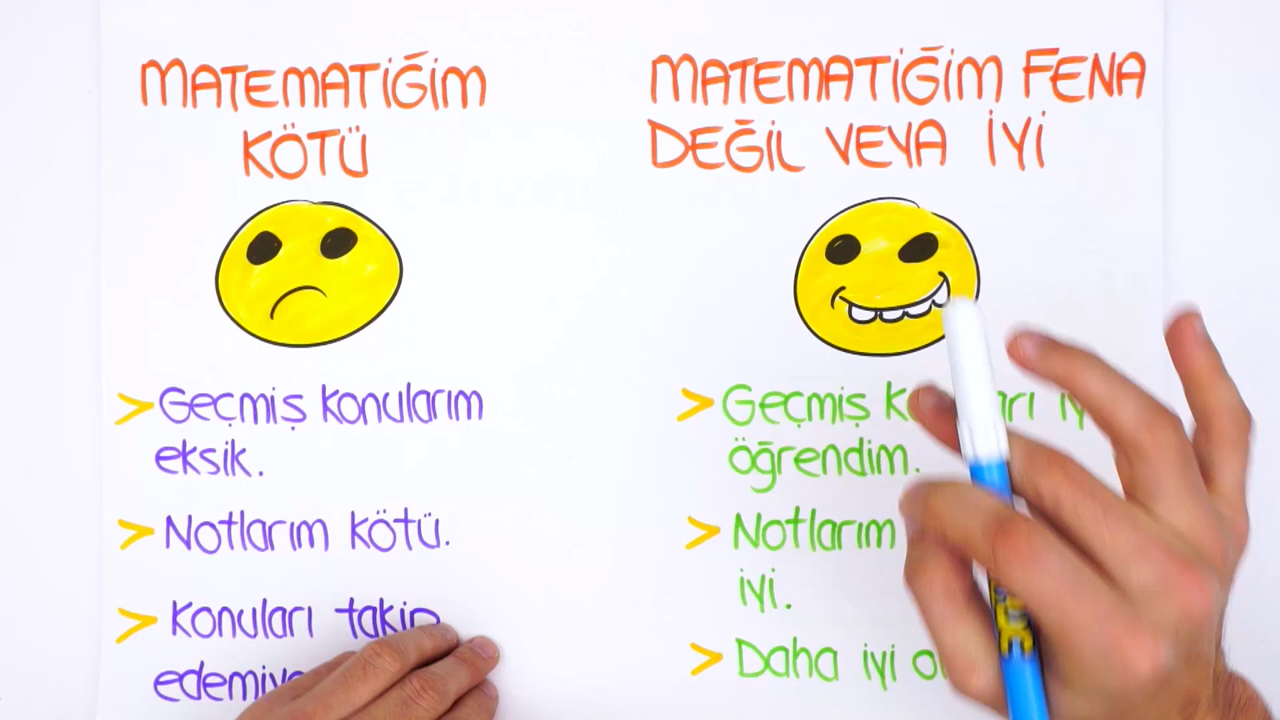 MATEMATİĞİM
KÖTÜ
> Geçmiş konularım
eksik.
> Notlarım kötü.
> Konuları
MATEMATİĞİM FENA
DEĞİL VEYA İYİ
> Geçmiş
öğrendim.
> Notlarım
iyi.
> Daha iyi